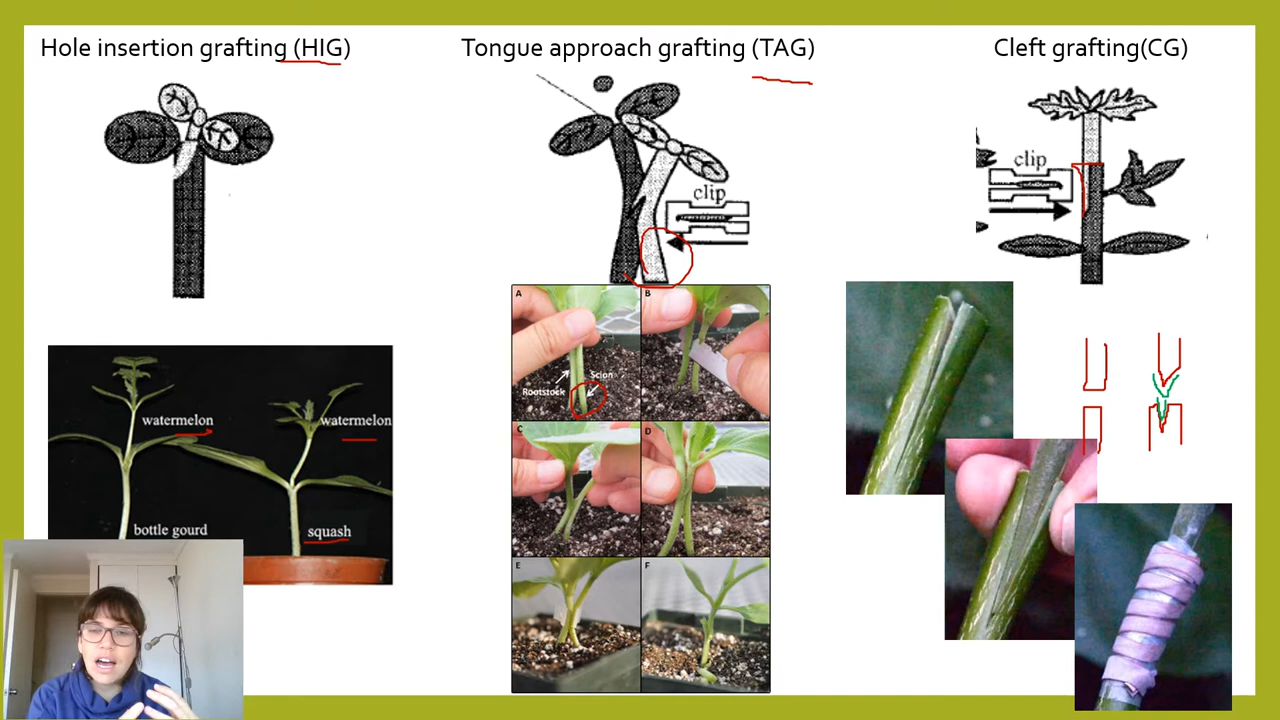 Hole insertion grafting (HIG)
Tongue approach grafting (TAG)
Cleft grafting(CG)
clip
clip
watermelon
watermelon
bottle gourd
squash
A
B
Rootstock
Scion
C
D
E
F